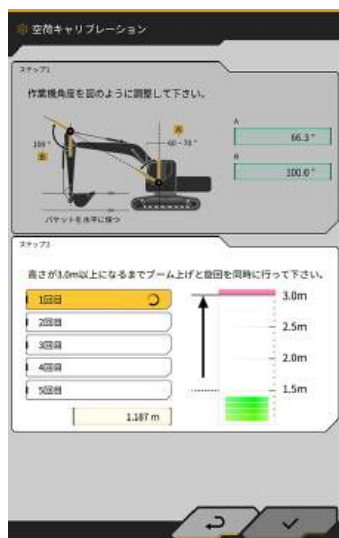 空荷キャリブレーション
ステップ1
作業機角度を図のように調整して下さい。
A
66.3°
B
100.0°
100°
B
A
60~70°
バケットを水平に保つ
ステップ2
高さが3.0m以上になるまでブーム上げと旋回を同時に行って下さい。
1回目
2回目
3回目
4回目
5回目
1.187 m
3.0m
2.5m
2.0m
1.5m